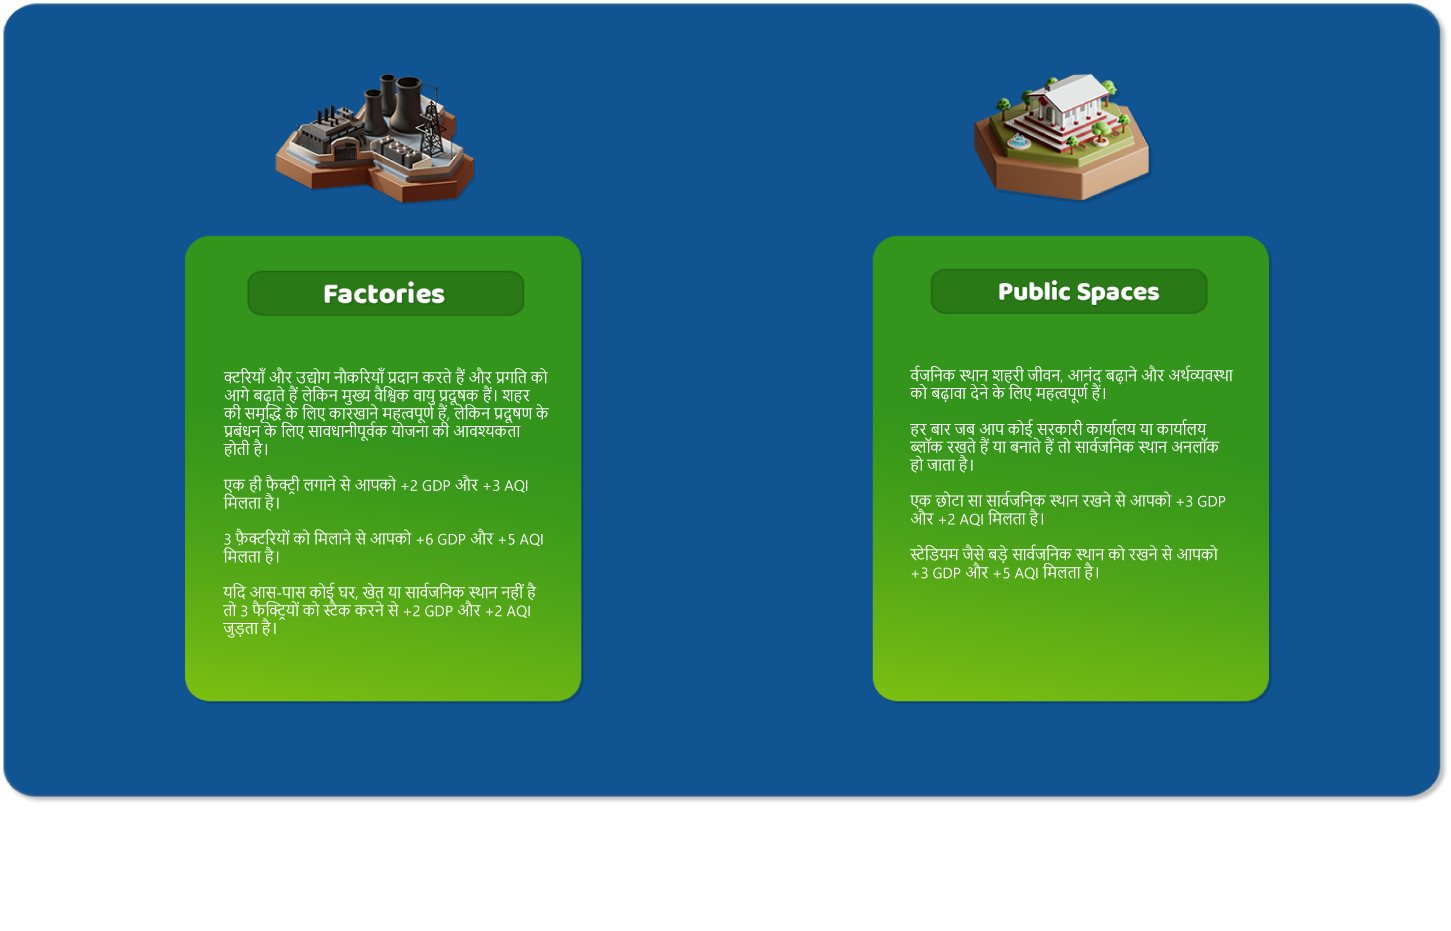 Factories
क्टरियाँ और उद्योग नौकरियाँ प्रदान करते हैं और प्रगति को
आगे बढ़ाते हैं लेकिन मुख्य वैश्विक वायु प्रदूषक हैं। शहर
की समृद्धि के लिए कारखाने महत्वपूर्ण हैं, लेकिन प्रदूषण के
प्रबंधन के लिए सावधानीपूर्वक योजना की आवश्यकता
होती है।
एक ही फैक्ट्री लगाने से आपको +2 GDP और +3 AQI
मिलता है।
3 फ़ैक्टरियों को मिलाने से आपको +6 GDP और +5 AQI
मिलता है।
यदि आस-पास कोई घर, खेत या सार्वजनिक स्थान नहीं है
तो 3 फैक्ट्रियों को स्टैक करने से +2 GDP और +2 AQI
जुड़ता है।
Public Spaces
र्वजनिक स्थान शहरी जीवन, आनंद बढ़ाने और अर्थव्यवस्था
को बढ़ावा देने के लिए महत्वपूर्ण हैं।
हर बार जब आप कोई सरकारी कार्यालय या कार्यालय
ब्लॉक रखते हैं या बनाते हैं तो सार्वजनिक स्थान अनलॉक
हो जाता है।
एक छोटा सा सार्वजनिक स्थान रखने से आपको +3 GDP
और +2 AQI मिलता है।
स्टेडियम जैसे बड़े सार्वजनिक स्थान को रखने से आपको
+3 GDP और +5 AQI मिलता है।